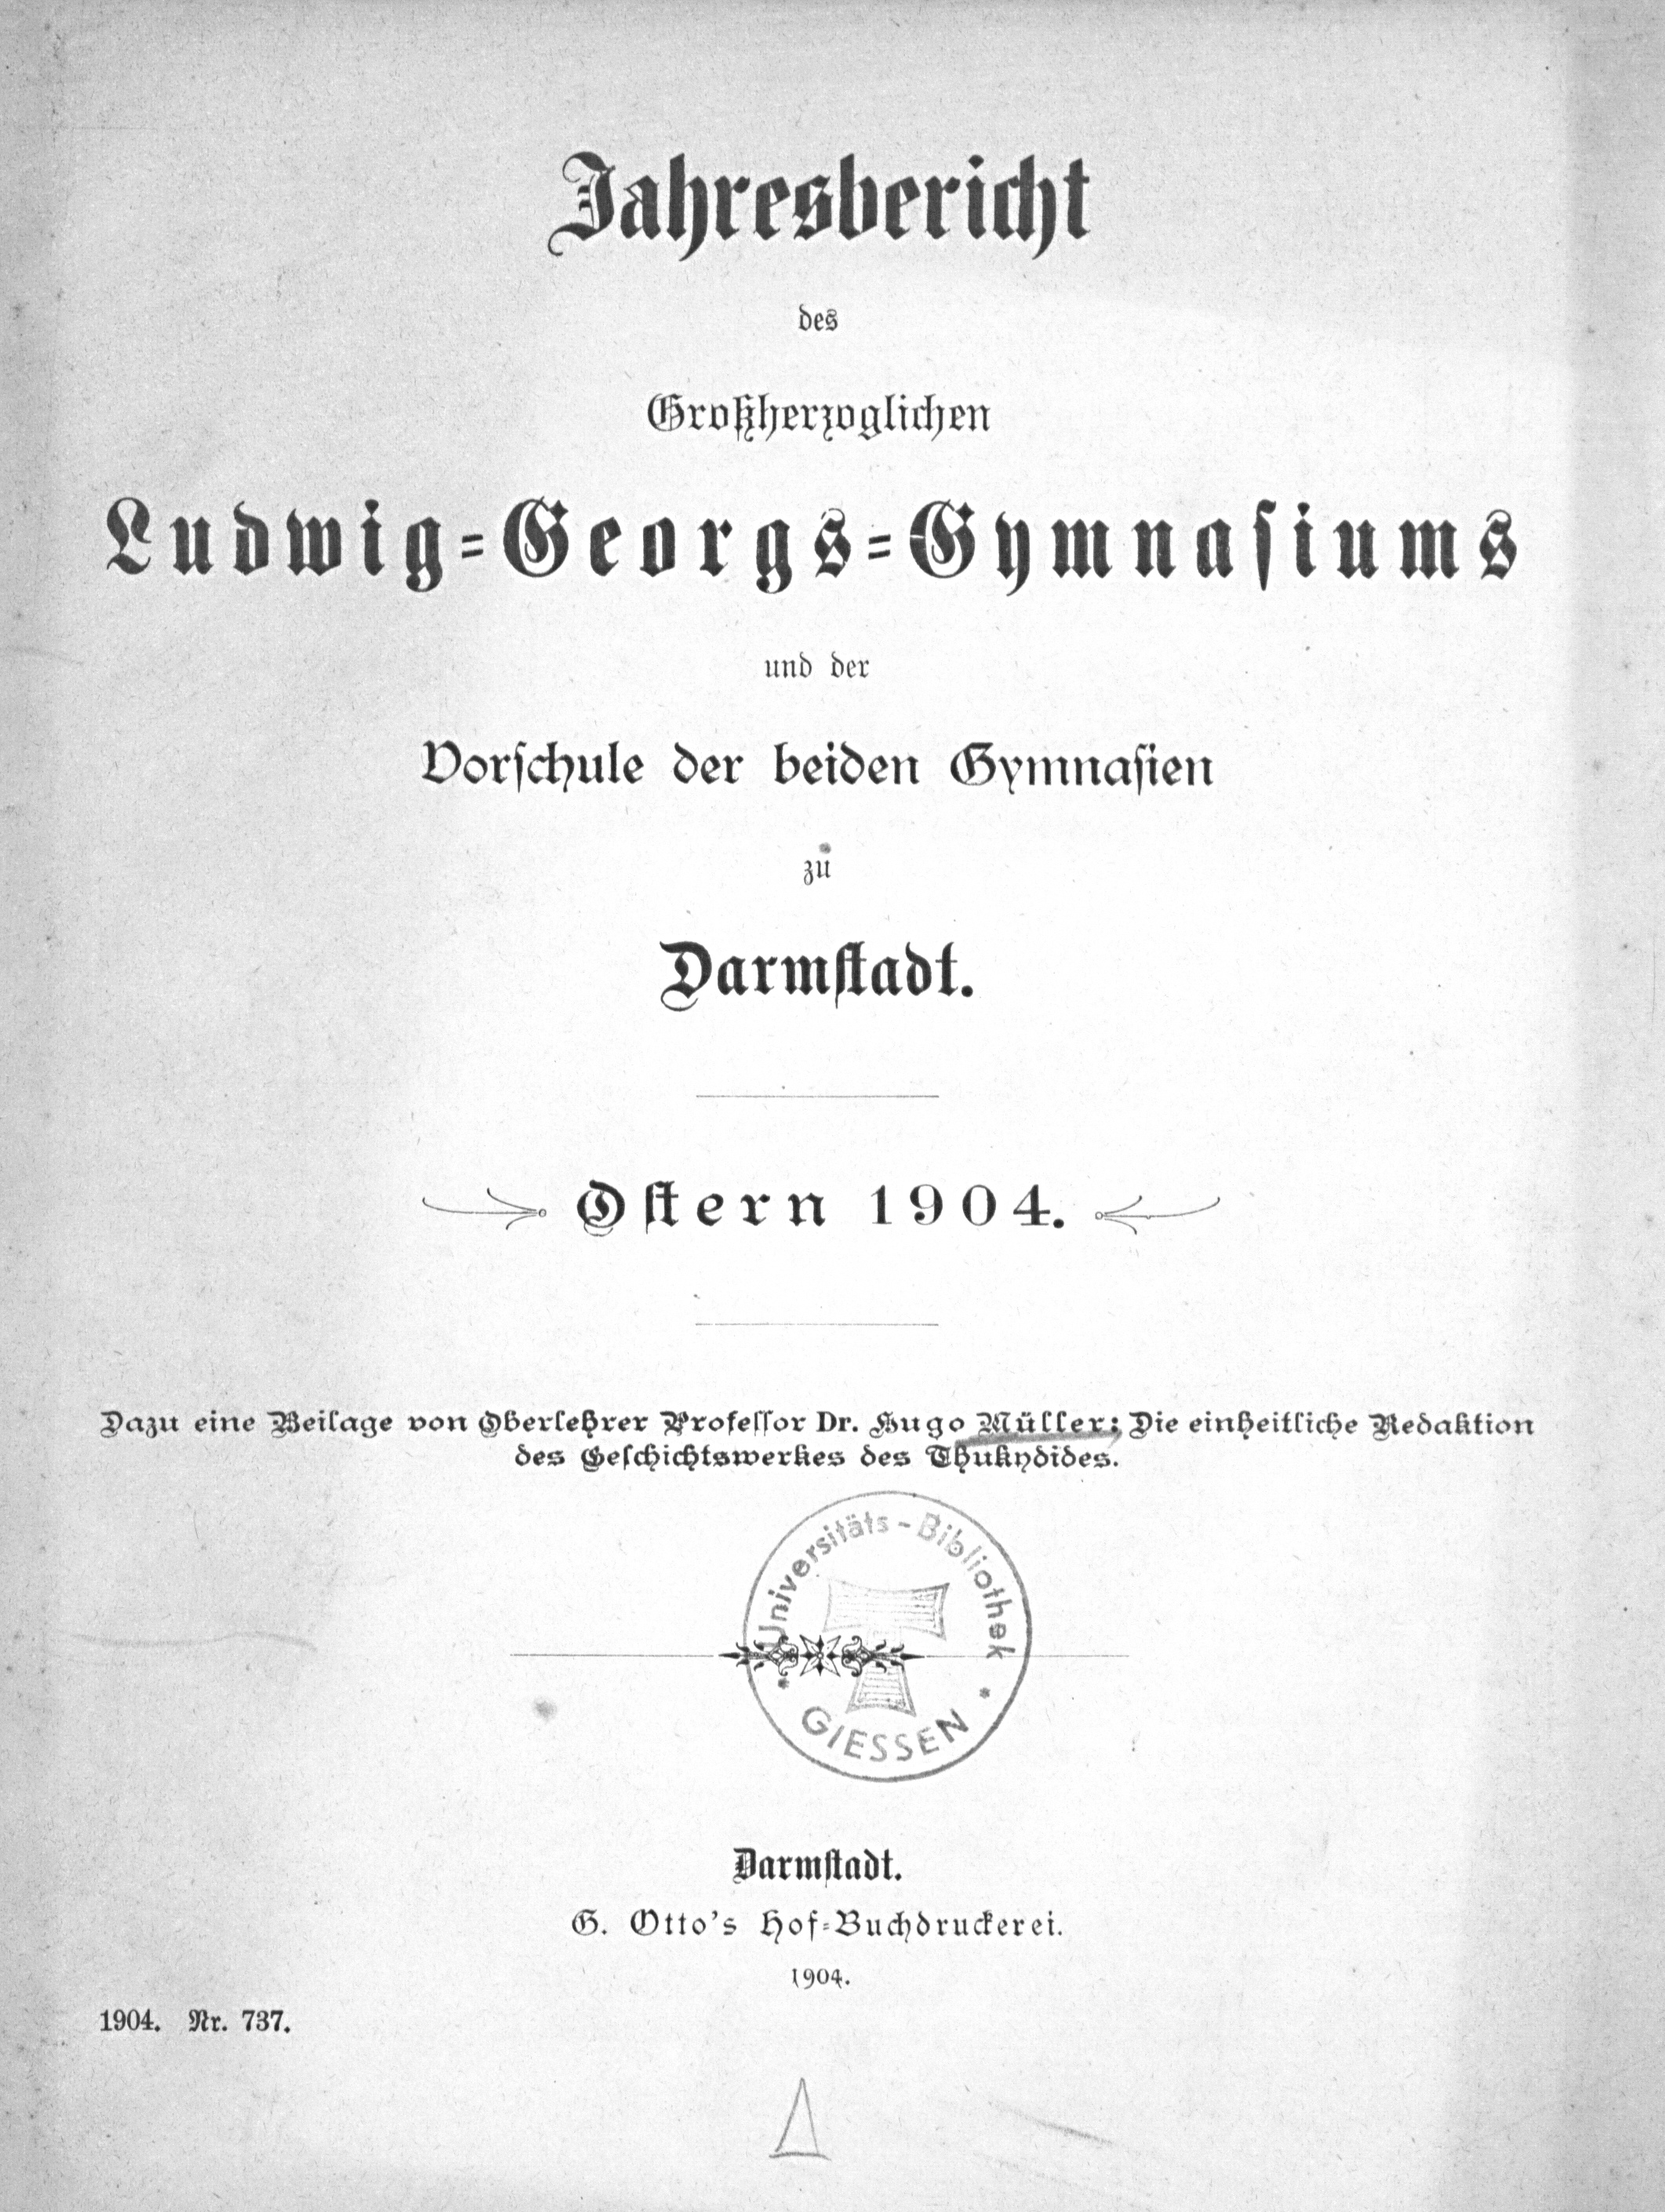 Jahresbericht
des
Großherzoglichen
Ludwig-Georgs-Gymnasiums
und der
Vorschule der beiden Gymnasien
zu
Darmstadt.
Ostern 1904.
Dazu eine Beilage von Oberlehrer Professor Dr. Hugo Müller: Die einheitliche Redaktion
des Geschichtswerkes des Thukydides.
Universitäts-Bibliothek
* GIESSEN *
Darmstadt.
G. Otto's Hof-Buchdruckerei.
1904.
1904. Nr. 737.